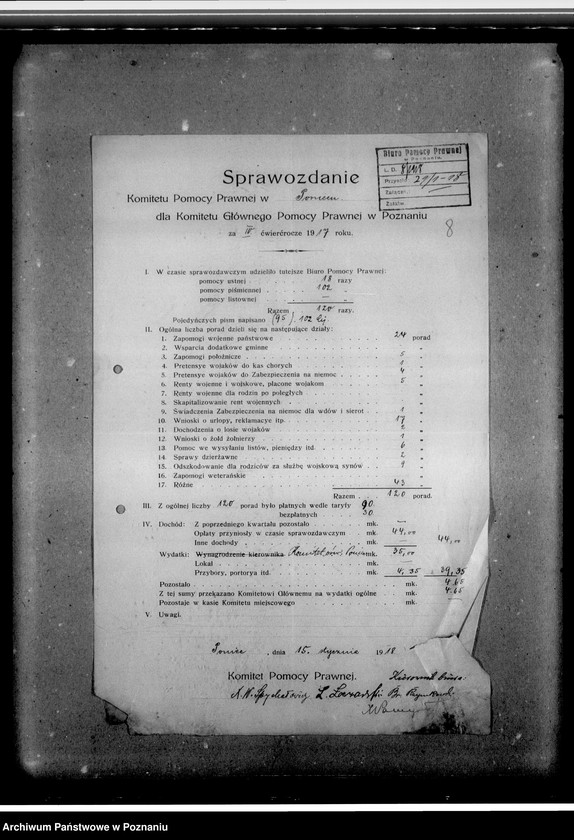 Biuro Pomocy Prawnej
w Poznaniu
L. D.
Przyszło
Załącz.
Załatw.
Sprawozdanie
Komitetu Pomocy Prawnej w Poniecu
dla Komitetu Głównego Pomocy Prawnej w Poznaniu
8
za IV ćwierćrocze 1917 roku.
I. W czasie sprawozdawczym udzieliło tutejsze Biuro Pomocy Prawnej:
pomocy ustnej 18 razy
pomocy piśmiennej 102 „
pomocy listownej — „
Razem 120 razy.
Pojedyńczych pism napisano (95). 102
II. Ogólna liczba porad dzieli się na następujące działy:
1. Zapomogi wojenne państwowe 24 porad
2. Wsparcia dodatkowe gminne „
3. Zapomogi połoźnicze 5 „
4. Pretensye wojaków do kas chorych 1 „
5. Pretensye wojaków do Zabezpieczenia na niemoc 4 „
6. Renty wojenne i wojskowe, płacone wojakom 5 „
7. Renty wojenne dla rodzin po poległych „
8. Skapitalizowanie rent wojennych „
9. Świadczenia Zabezpieczenia na niemoc dla wdów i sierot 1 „
10. Wnioski o urlopy, reklamacye itp. 17 „
11. Dochodzenia o losie wojaków 2 „
12. Wnioski o żołd żołnierzy 1 „
13. Pomoc we wysyłaniu listów, pieniędzy itd. 6 „
14. Sprawy dzierżawne 2 „
15. Odszkodowanie dla rodziców za służbę wojskową synów 9 „
16. Zapomogi weterańskie „
17. Różne 43 „
Razem 120 porad.
III. Z ogólnej liczby 120 porad było płatnych wedle taryfy 90
bezpłatnych 30
IV. Dochód: Z poprzedniego kwartału pozostało mk. —
Opłaty przyniosły w czasie sprawozdawczym mk. 44,00
Inne dochody mk. — 44,00
Wydatki: Wynagrodzenie kierownika mk. 35,00
Lokal mk.
Przybory, portorya itd. mk. 4,35 39,35
Pozostało mk. 4.65
Z tej sumy przekazano Komitetowi Głównemu na wydatki ogólne mk. 4.65
Pozostaje w kasie Komitetu miejscowego mk. —
V. Uwagi.
Poniec, dnia 15. stycznia 1918
Komitet Pomocy Prawnej.
Archiwum Państwowe w Poznaniu